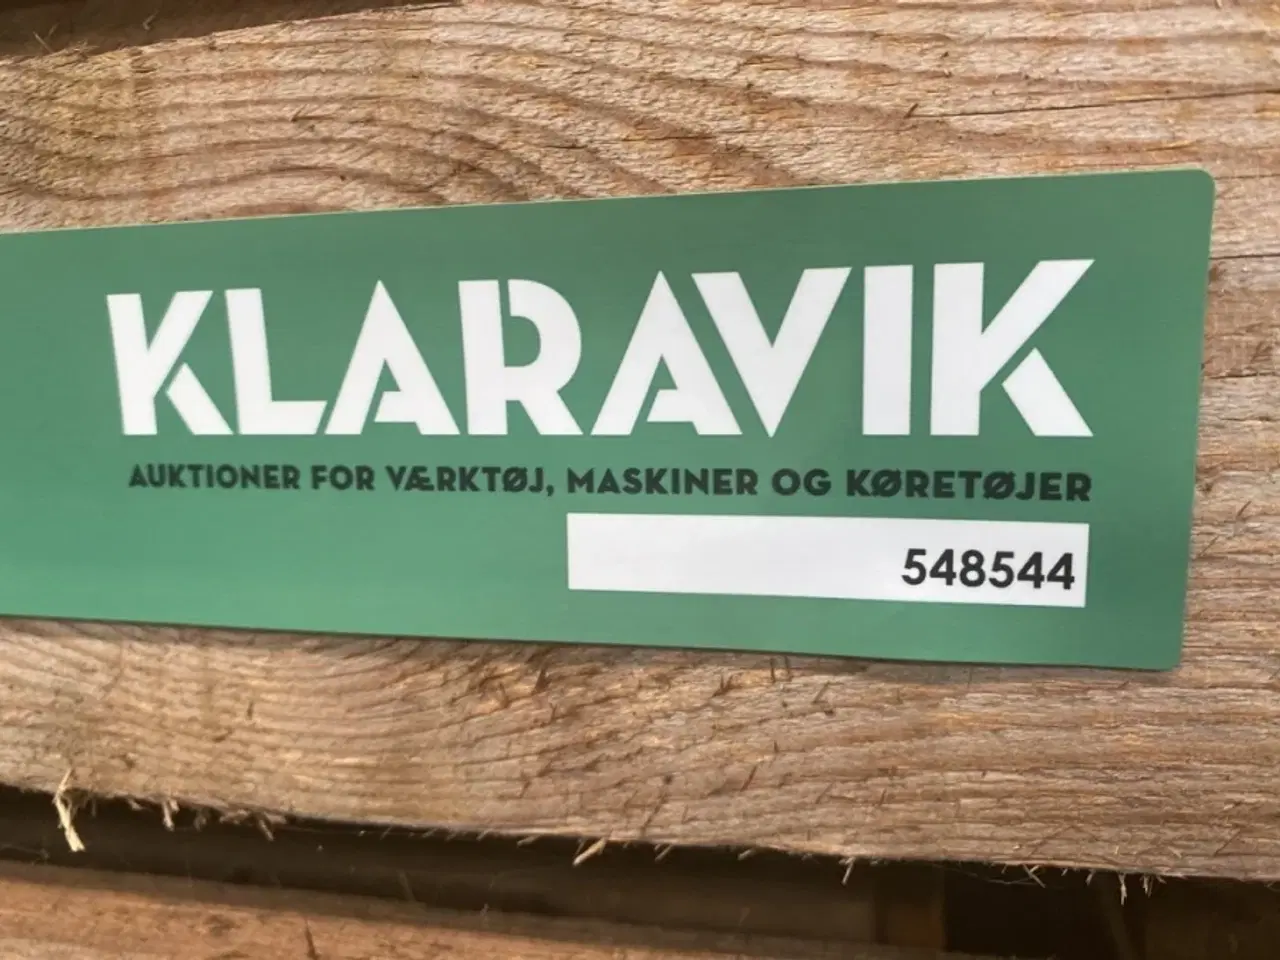 KLARAVIK
AUKTIONER FOR VÆRKTØJ, MASKINER OG KØRETØJER
548544